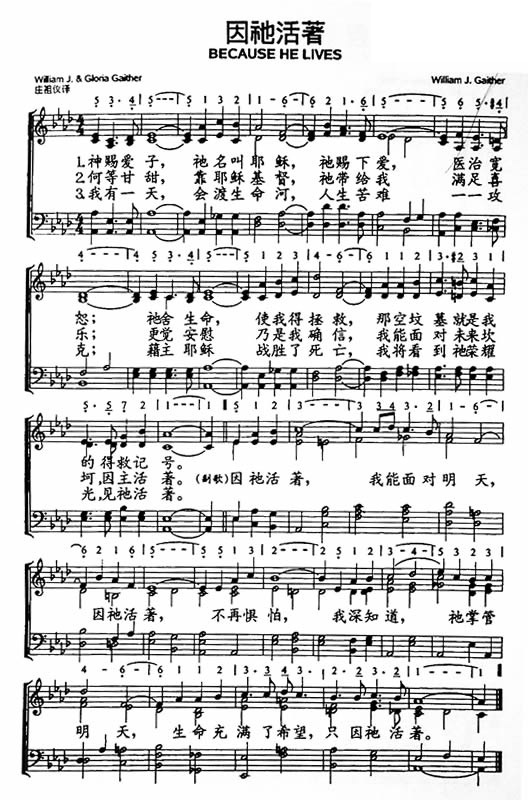 因祂活著
BECAUSE HE LIVES
William J. & Gloria Gaither
庄祖仪译
William J. Gaither
1.神赐爱子，祂名叫耶稣，祂赐下爱，医治宽
2.何等甘甜，靠耶稣基督，祂带给我满足喜
3.我有一天，会渡生命河，人生苦难一一攻
恕；祂舍生命，使我得拯救，那空坟墓就是我
乐；更觉安慰乃是我确信，我能面对未来坎
克；藉主耶稣战胜了死亡，我将看到祂荣耀
的得救记号。
坷,因主活著。(副歌)因祂活著，我能面对明天，
光,见祂活著。
因祂活著，不再惧怕，我深知道，祂掌管
明天，生命充满了希望，只因祂活著。